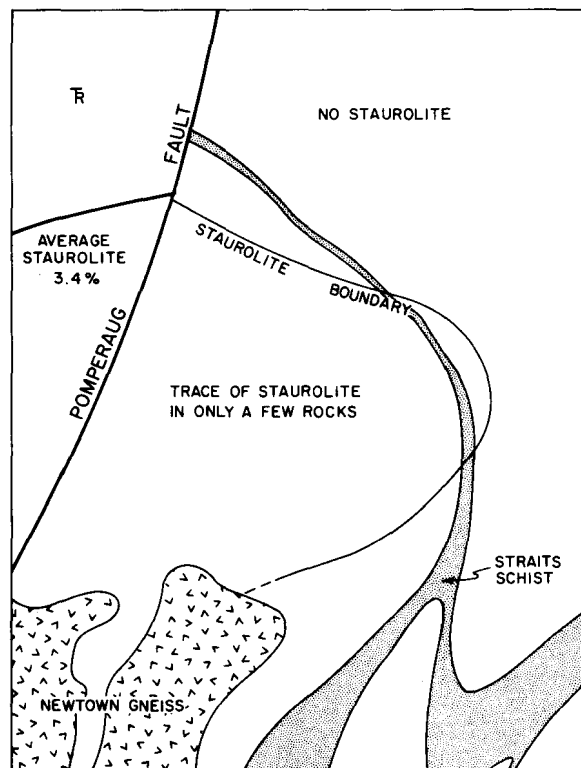 TR
NO STAUROLITE
FAULT
AVERAGE
STAUROLITE
3.4%
STAUROLITE
BOUNDARY
POMPERAUG
TRACE OF STAUROLITE
IN ONLY A FEW ROCKS
STRAITS
SCHIST
NEWTOWN GNEISS